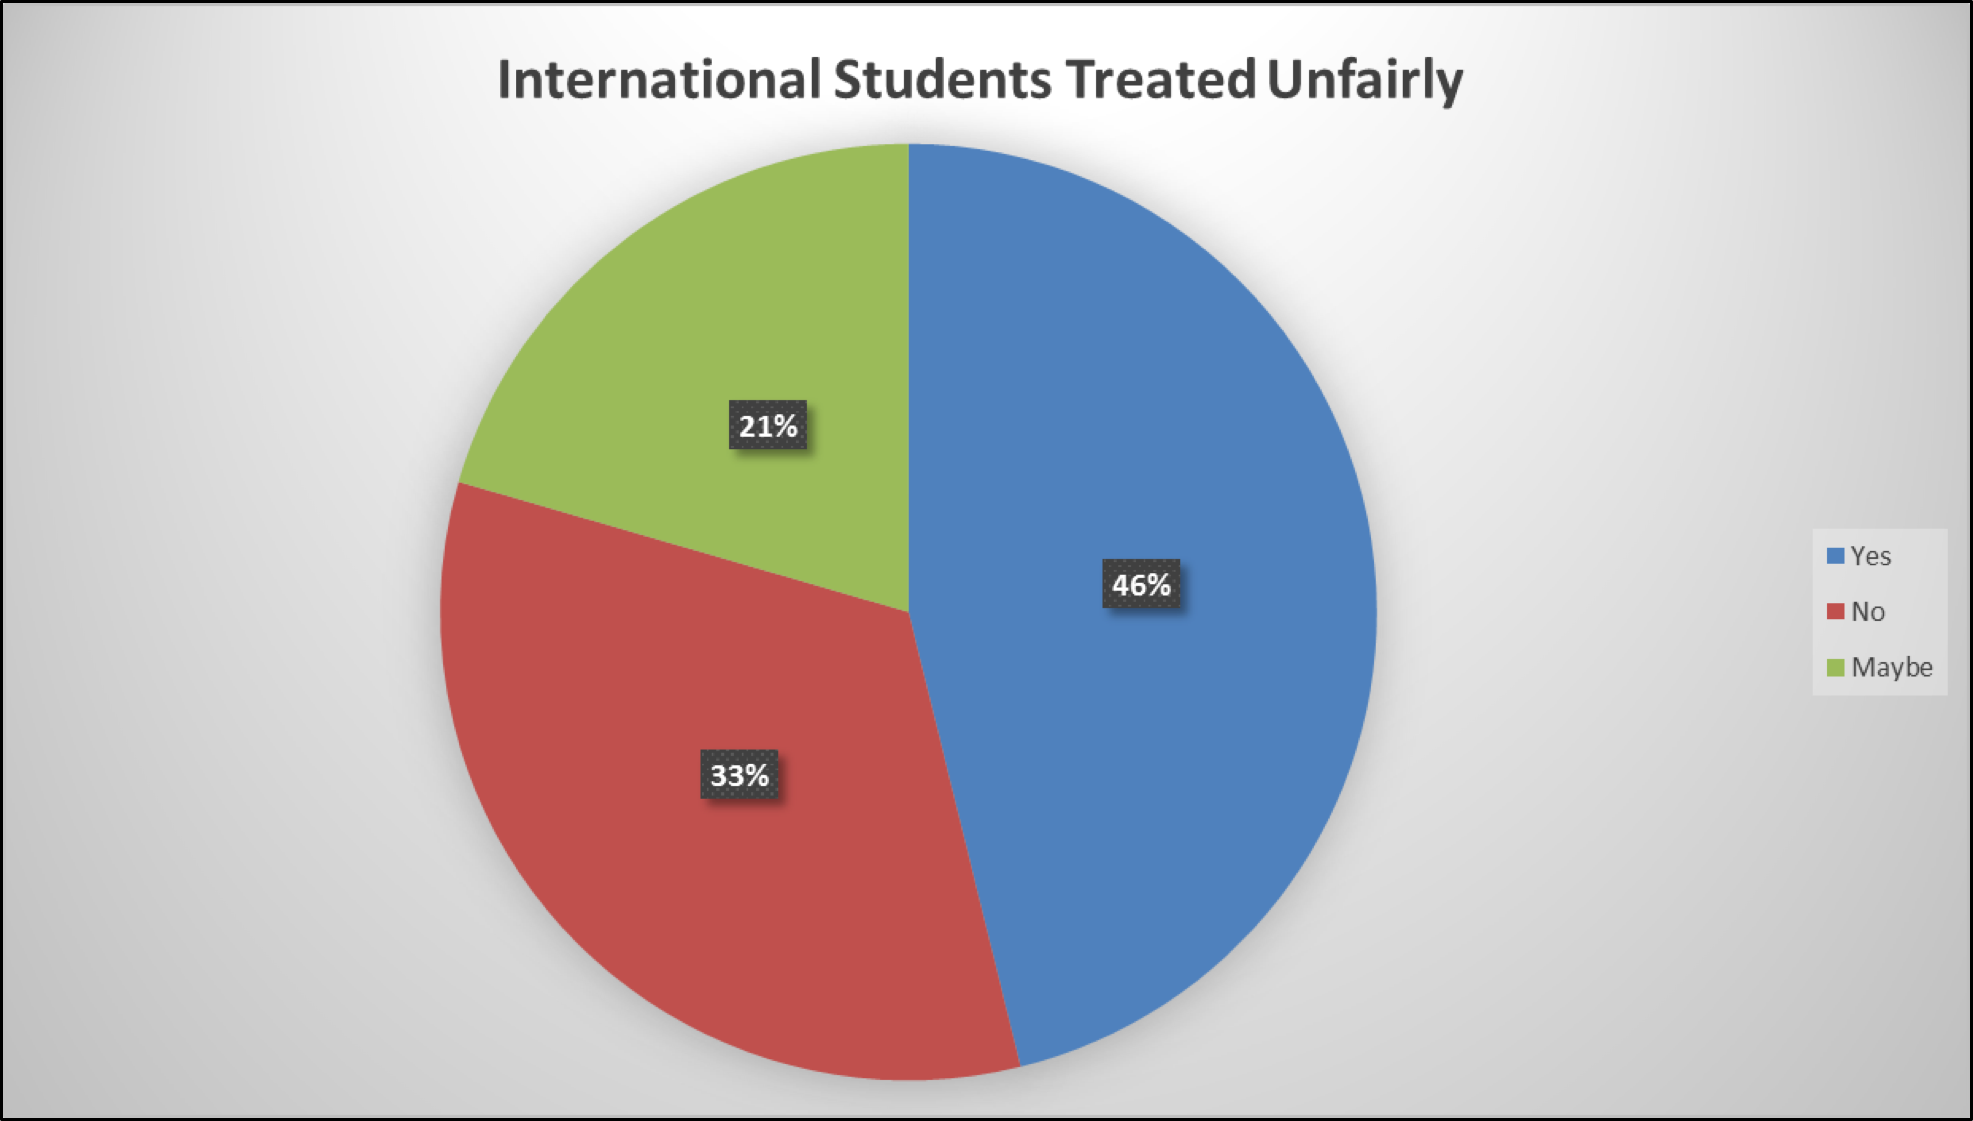 International Students Treated Unfairly
21%
46%
33%
Yes
No
Maybe